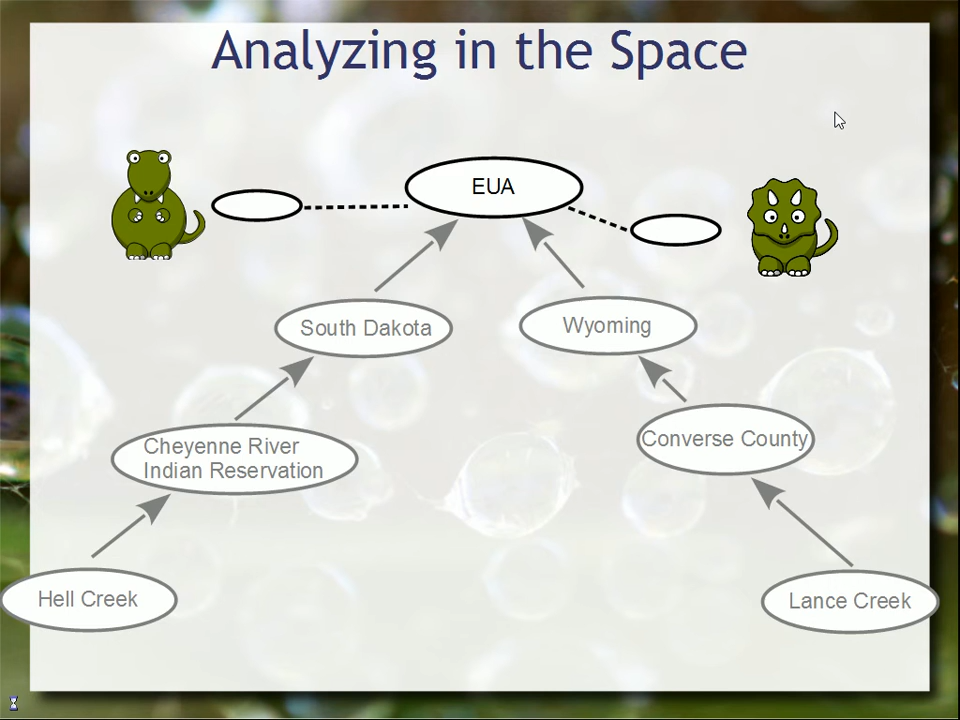 Analyzing in the Space
EUA
South Dakota
Wyoming
Cheyenne River
Indian Reservation
Converse County
Hell Creek
Lance Creek